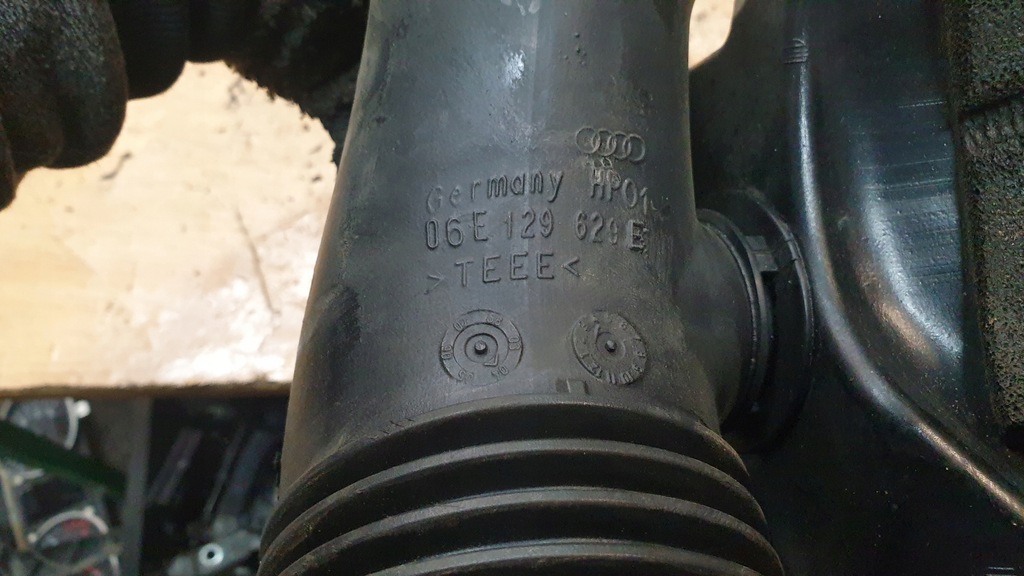 Germany HP01
06E 129 629 E
>TEEE<